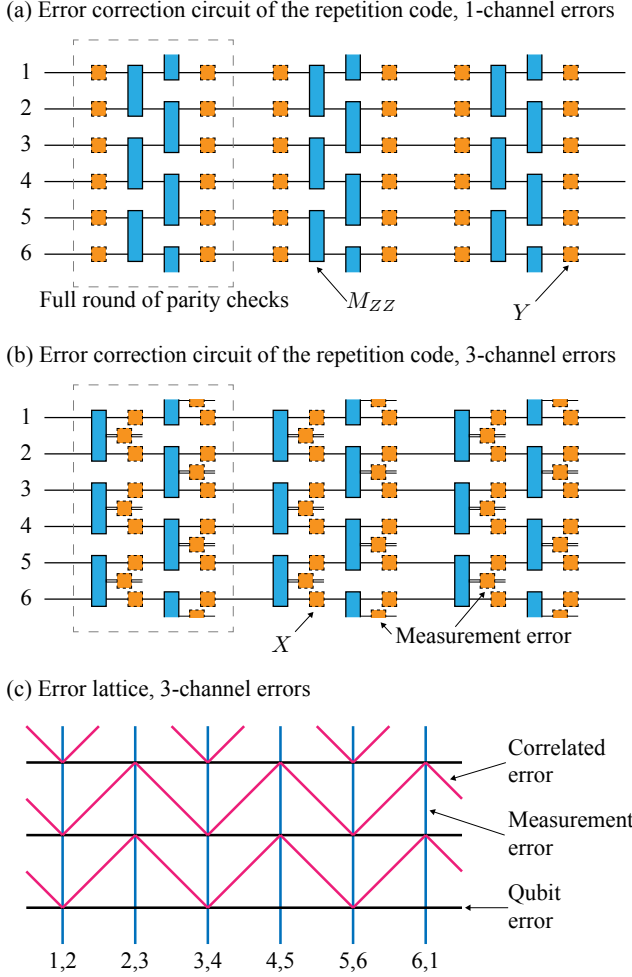 (a) Error correction circuit of the repetition code, 1-channel errors
1
2
3
4
5
6
Full round of parity checks
M_{ZZ}
Y
(b) Error correction circuit of the repetition code, 3-channel errors
1
2
3
4
5
6
X
Measurement error
(c) Error lattice, 3-channel errors
Correlated
error
Measurement
error
Qubit
error
1,2 2,3 3,4 4,5 5,6 6,1